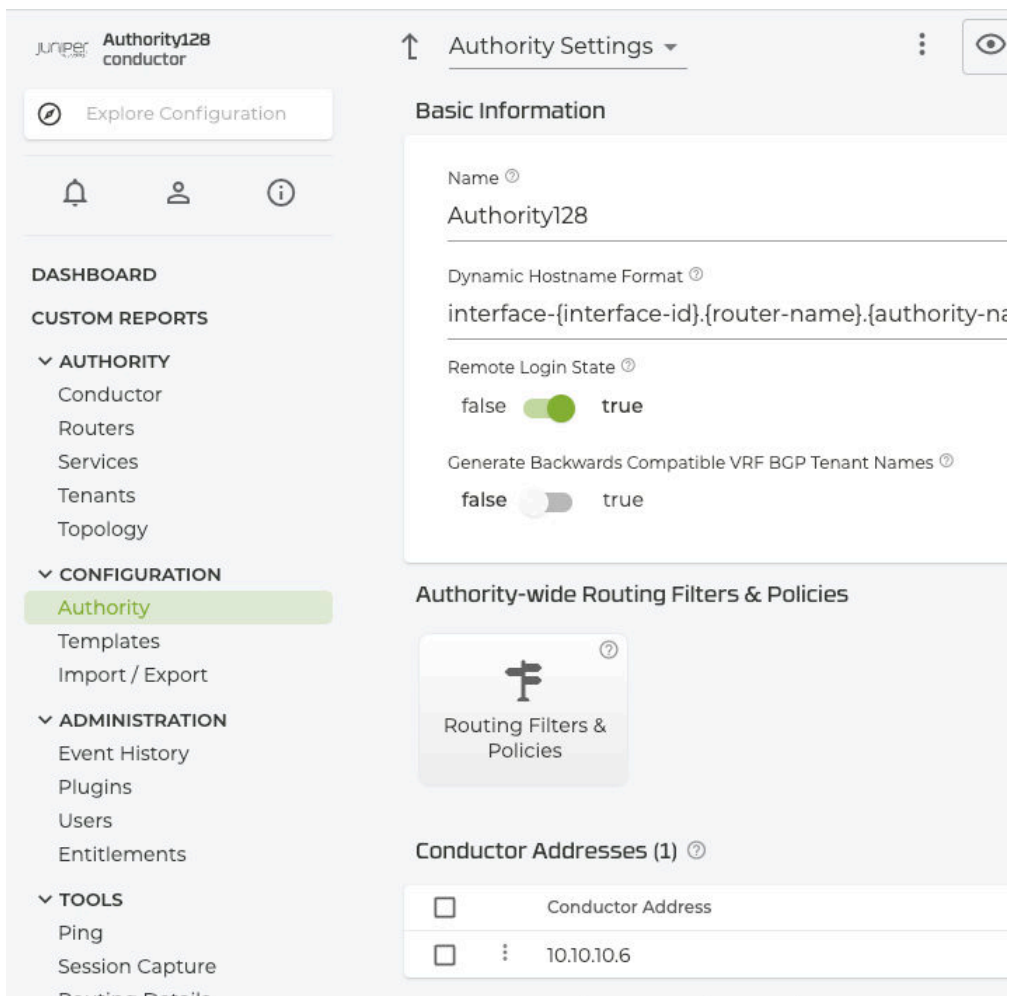 JUNIPER
Authority128
conductor
Explore Configuration
DASHBOARD
CUSTOM REPORTS
AUTHORITY
Conductor
Routers
Services
Tenants
Topology
CONFIGURATION
Authority
Templates
Import / Export
ADMINISTRATION
Event History
Plugins
Users
Entitlements
TOOLS
Ping
Session Capture
Authority Settings
Basic Information
Name
Authority128
Dynamic Hostname Format
interface-{interface-id}.{router-name}.{authority-na
Remote Login State
false true
Generate Backwards Compatible VRF BGP Tenant Names
false true
Authority-wide Routing Filters & Policies
Routing Filters &
Policies
Conductor Addresses (1)
Conductor Address
10.10.10.6